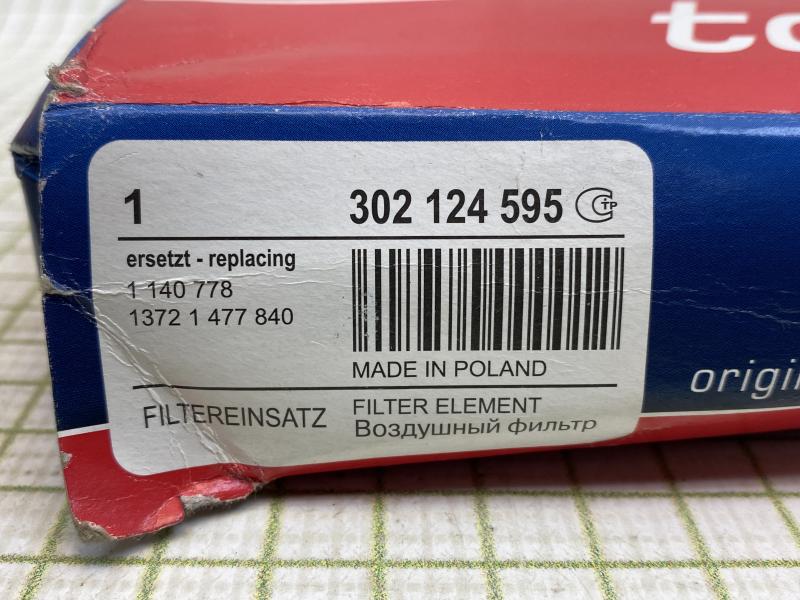 1 302 124 595
ersetzt - replacing
1 140 778
1372 1 477 840
MADE IN POLAND
FILTEREINSATZ
FILTER ELEMENT
Воздушный фильтр